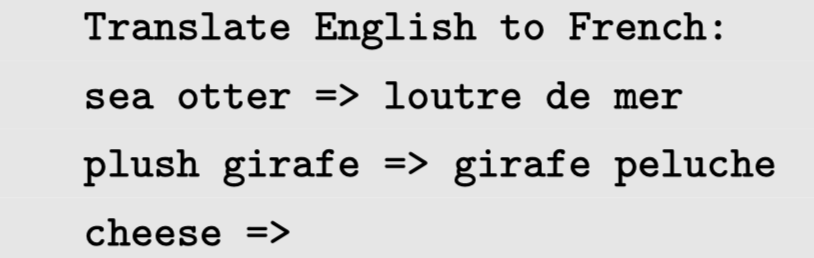 Translate English to French:
sea otter => loutre de mer
plush girafe => girafe peluche
cheese =>